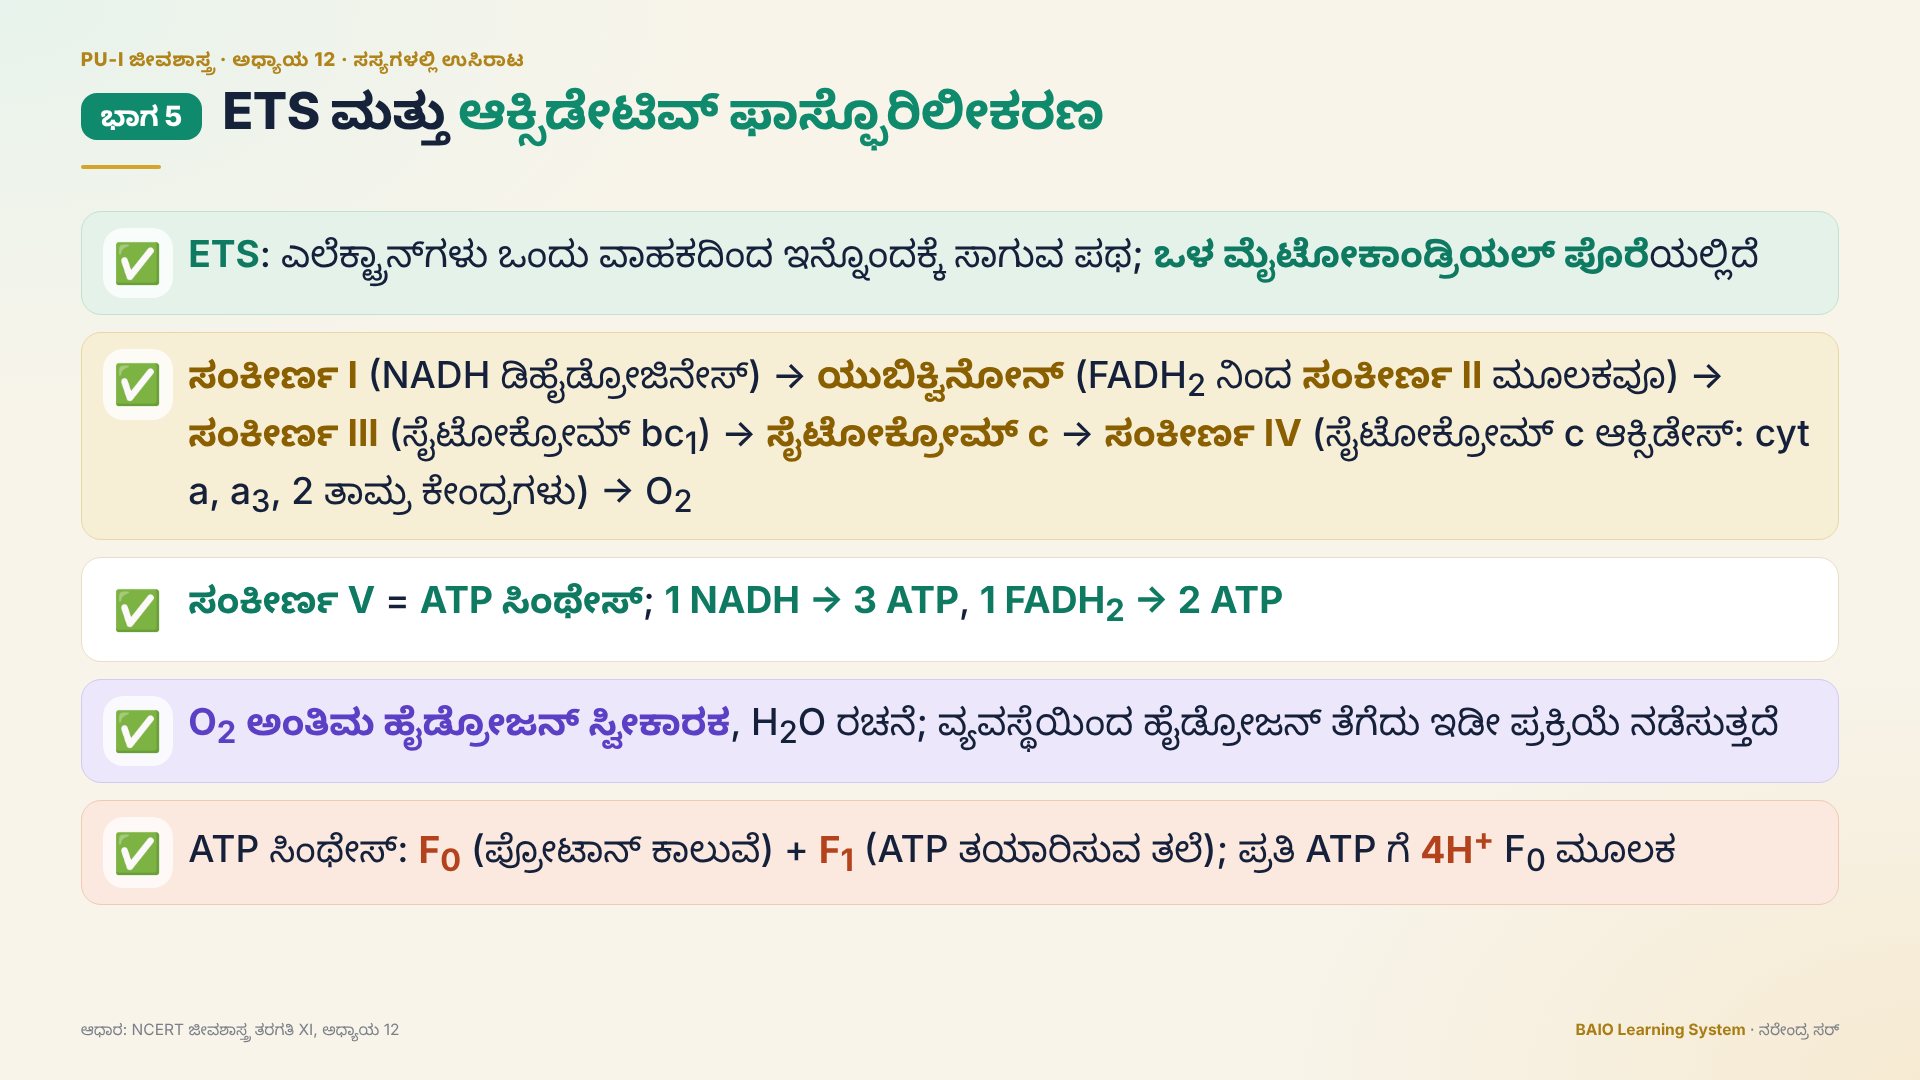 PU-I ಜೀವಶಾಸ್ತ್ರ · ಅಧ್ಯಾಯ 12 · ಸಸ್ಯಗಳಲ್ಲಿ ಉಸಿರಾಟ
ಭಾಗ 5 ETS ಮತ್ತು ಆಕ್ಸಿಡೇಟಿವ್ ಫಾಸ್ಫೊರಿಲೀಕರಣ
✅ ETS: ಎಲೆಕ್ಟ್ರಾನ್‌ಗಳು ಒಂದು ವಾಹಕದಿಂದ ಇನ್ನೊಂದಕ್ಕೆ ಸಾಗುವ ಪಥ; ಒಳ ಮೈಟೋಕಾಂಡ್ರಿಯಲ್ ಪೊರೆಯಲ್ಲಿದೆ
✅ ಸಂಕೀರ್ಣ I (NADH ಡಿಹೈಡ್ರೋಜಿನೇಸ್) → ಯುಬಿಕ್ವಿನೋನ್ (FADH₂ ನಿಂದ ಸಂಕೀರ್ಣ II ಮೂಲಕವೂ) →
ಸಂಕೀರ್ಣ III (ಸೈಟೋಕ್ರೋಮ್ bc₁) → ಸೈಟೋಕ್ರೋಮ್ c → ಸಂಕೀರ್ಣ IV (ಸೈಟೋಕ್ರೋಮ್ c ಆಕ್ಸಿಡೇಸ್: cyt
a, a₃, 2 ತಾಮ್ರ ಕೇಂದ್ರಗಳು) → O₂
✅ ಸಂಕೀರ್ಣ V = ATP ಸಿಂಥೇಸ್; 1 NADH → 3 ATP, 1 FADH₂ → 2 ATP
✅ O₂ ಅಂತಿಮ ಹೈಡ್ರೋಜನ್ ಸ್ವೀಕಾರಕ, H₂O ರಚನೆ; ವ್ಯವಸ್ಥೆಯಿಂದ ಹೈಡ್ರೋಜನ್ ತೆಗೆದು ಇಡೀ ಪ್ರಕ್ರಿಯೆ ನಡೆಸುತ್ತದೆ
✅ ATP ಸಿಂಥೇಸ್: F₀ (ಪ್ರೋಟಾನ್ ಕಾಲುವೆ) + F₁ (ATP ತಯಾರಿಸುವ ತಲೆ); ಪ್ರತಿ ATP ಗೆ 4H⁺ F₀ ಮೂಲಕ
ಆಧಾರ: NCERT ಜೀವಶಾಸ್ತ್ರ ತರಗತಿ XI, ಅಧ್ಯಾಯ 12
BAIO Learning System · ನರೇಂದ್ರ ಸರ್